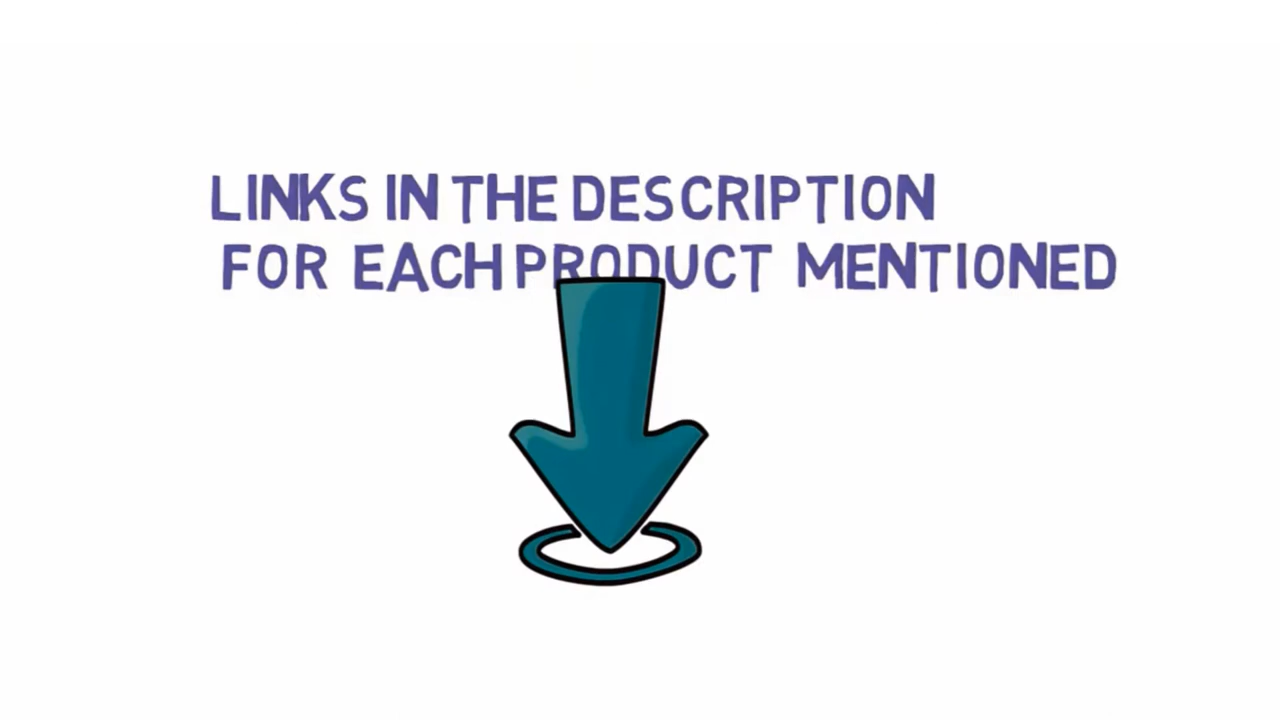 LINKS IN THE DESCRIPTION
FOR EACH PRODUCT MENTIONED